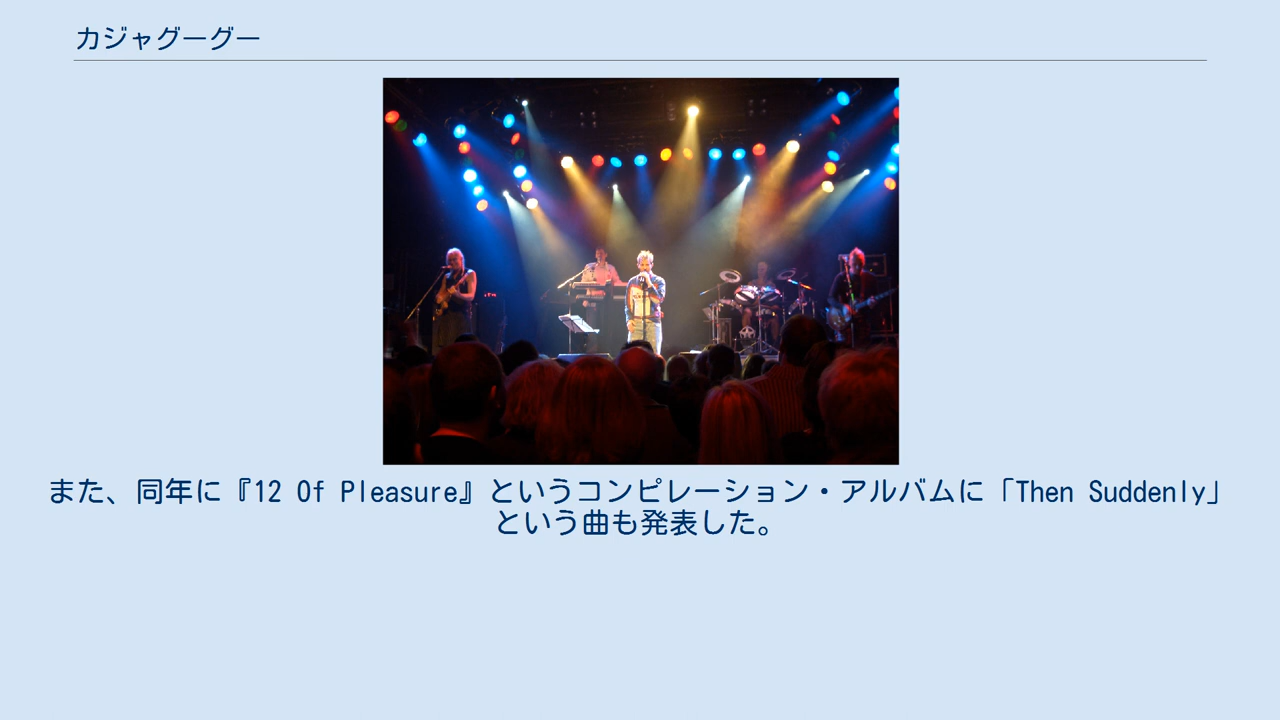 カジャグーグー
また、同年に『12 Of Pleasure』というコンピレーション・アルバムに「Then Suddenly」
という曲も発表した。